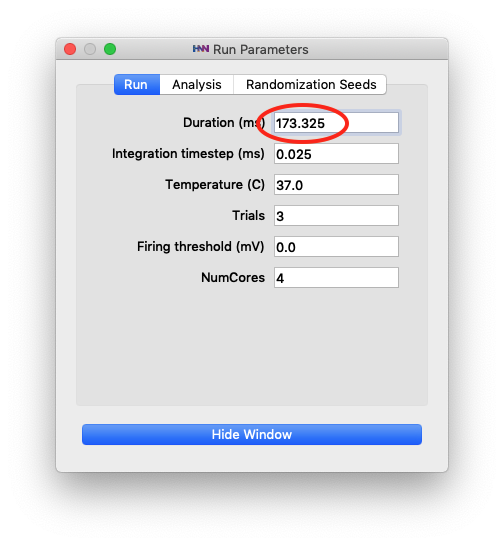 HNN Run Parameters
Run Analysis Randomization Seeds
Duration (ms) 173.325
Integration timestep (ms) 0.025
Temperature (C) 37.0
Trials 3
Firing threshold (mV) 0.0
NumCores 4
Hide Window